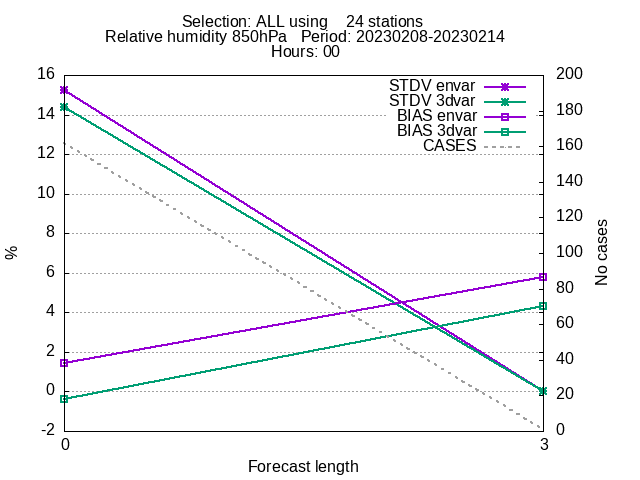 Selection: ALL using    24 stations
Relative humidity 850hPa   Period: 20230208-20230214
Hours: 00
16
14
12
10
8
6
4
2
0
-2
200
180
160
140
120
100
80
60
40
20
0
STDV envar
STDV 3dvar
BIAS envar
BIAS 3dvar
CASES
%
No cases
0
3
Forecast length